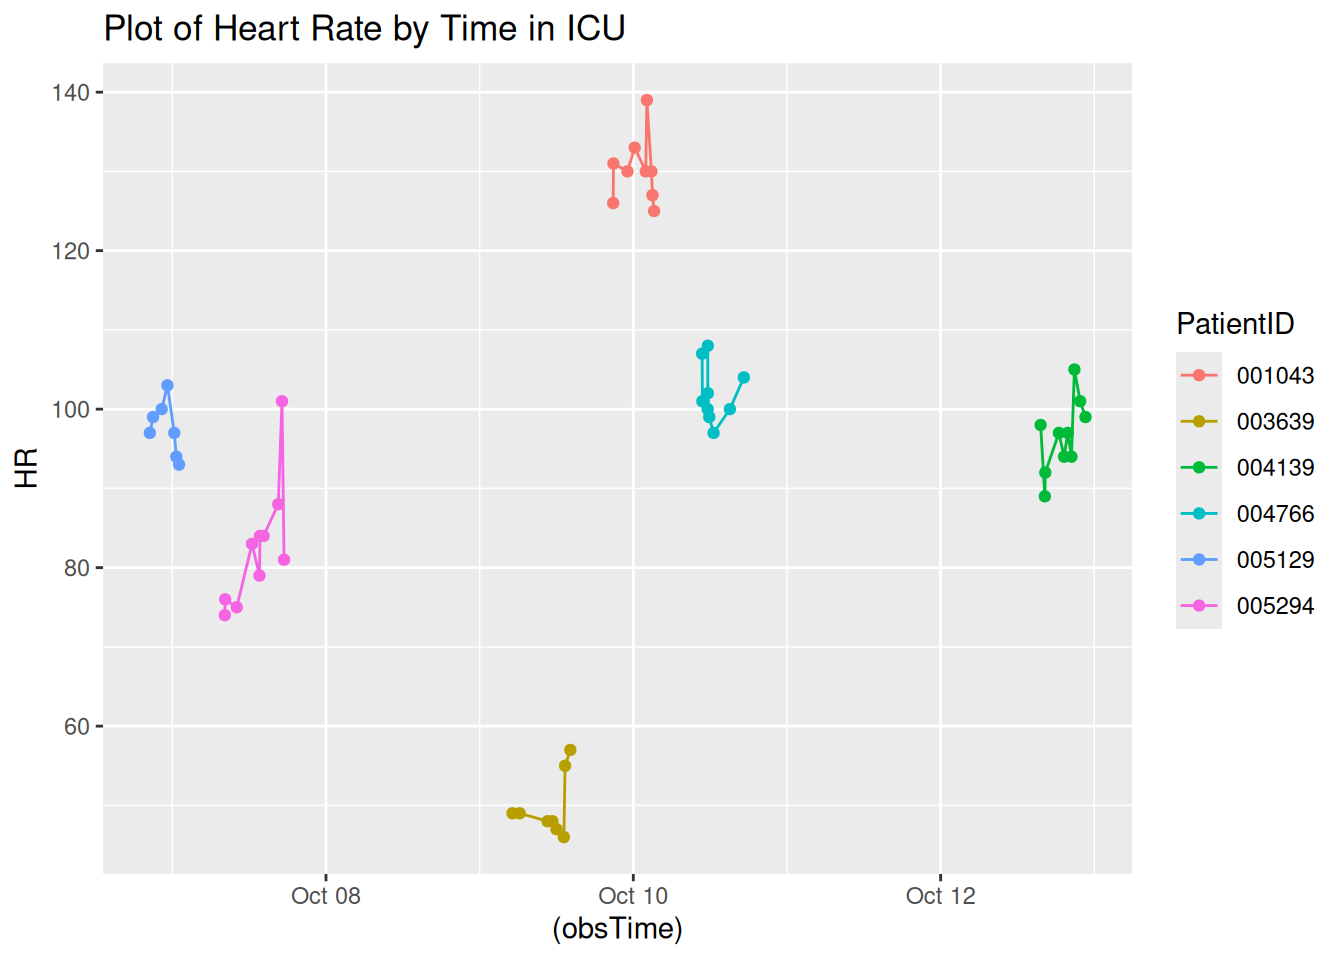 Plot of Heart Rate by Time in ICU
140
120
100
80
60
HR
Oct 08
Oct 10
Oct 12
(obsTime)
PatientID
001043
003639
004139
004766
005129
005294